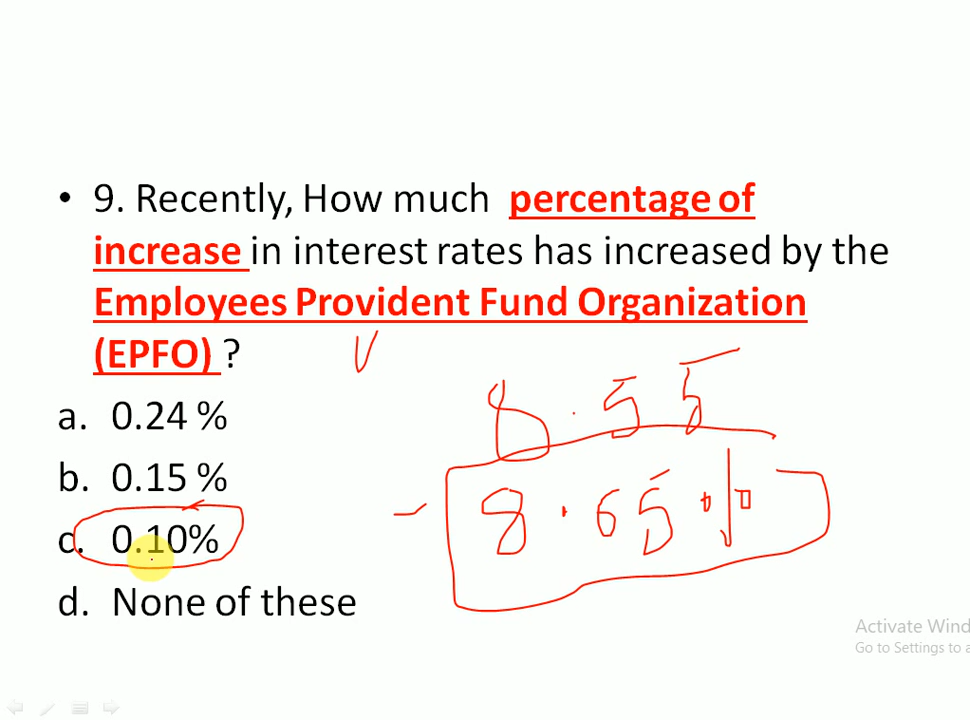 • 9. Recently, How much percentage of
increase in interest rates has increased by the
Employees Provident Fund Organization
(EPFO) ?
a. 0.24 %
8.55
b. 0.15 %
8.65%
c. 0.10%
d. None of these
Activate Wind
Go to Settings to a